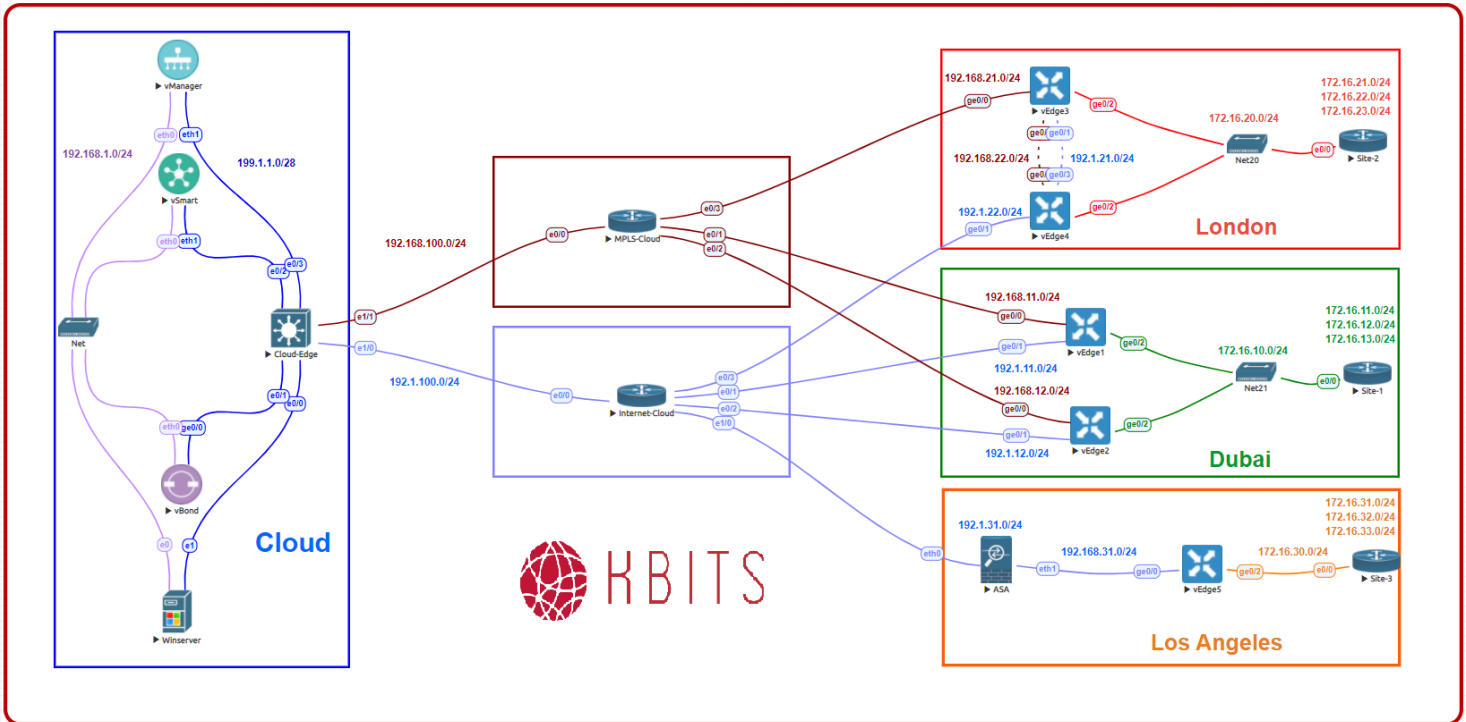 ▶ vManager
eth0
eth1
192.168.1.0/24
199.1.1.0/28
▶ vSmart
eth0
eth1
e0/2
e0/3
Net
▶ Cloud-Edge
e1/1
e1/0
e0/1
e0/0
eth0
ge0/0
▶ vBond
e0
e1
Cloud
▶ Winserver
192.168.100.0/24
e0/0
▶ MPLS-Cloud
e0/3
e0/1
e0/2
192.1.100.0/24
e0/0
▶ Internet-Cloud
e0/3
e0/1
e0/2
e1/0
KBITS
192.168.21.0/24
ge0/0
▶ vEdge3
ge0/2
ge0/1
192.168.22.0/24
192.1.21.0/24
ge0/3
192.1.22.0/24
ge0/1
▶ vEdge4
ge0/2
172.16.20.0/24
Net20
e0/0
▶ Site-2
172.16.21.0/24
172.16.22.0/24
172.16.23.0/24
London
192.168.11.0/24
ge0/0
▶ vEdge1
ge0/1
192.1.11.0/24
ge0/2
192.168.12.0/24
ge0/0
ge0/1
192.1.12.0/24
▶ vEdge2
ge0/2
172.16.10.0/24
Net21
e0/0
▶ Site-1
172.16.11.0/24
172.16.12.0/24
172.16.13.0/24
Dubai
192.1.31.0/24
eth0
▶ ASA
eth1
192.168.31.0/24
ge0/0
▶ vEdge5
ge0/2
172.16.30.0/24
e0/0
▶ Site-3
172.16.31.0/24
172.16.32.0/24
172.16.33.0/24
Los Angeles